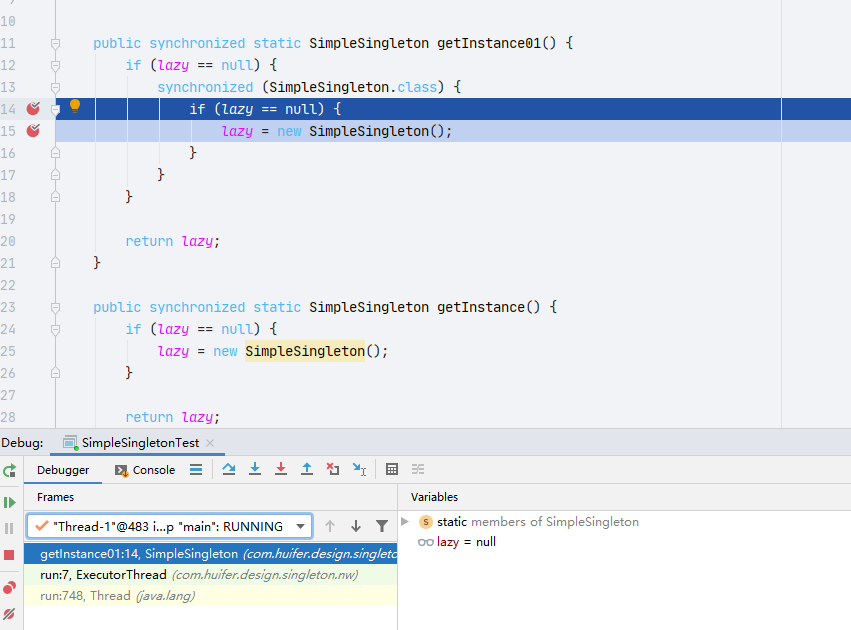 10
11 public synchronized static SimpleSingleton getInstance01() {
12 if (lazy == null) {
13 synchronized (SimpleSingleton.class) {
14 if (lazy == null) {
15 lazy = new SimpleSingleton();
16 }
17 }
18 }
19
20 return lazy;
21 }
22
23 public synchronized static SimpleSingleton getInstance() {
24 if (lazy == null) {
25 lazy = new SimpleSingleton();
26 }
27
28 return lazy;
Debug: SimpleSingletonTest
Debugger Console
Frames Variables
"Thread-1"@483 i...p "main": RUNNING
s static members of SimpleSingleton
lazy = null
getInstance01:14, SimpleSingleton (com.huifer.design.singleto
run:7, ExecutorThread (com.huifer.design.singleton.nw)
run:748, Thread (java.lang)